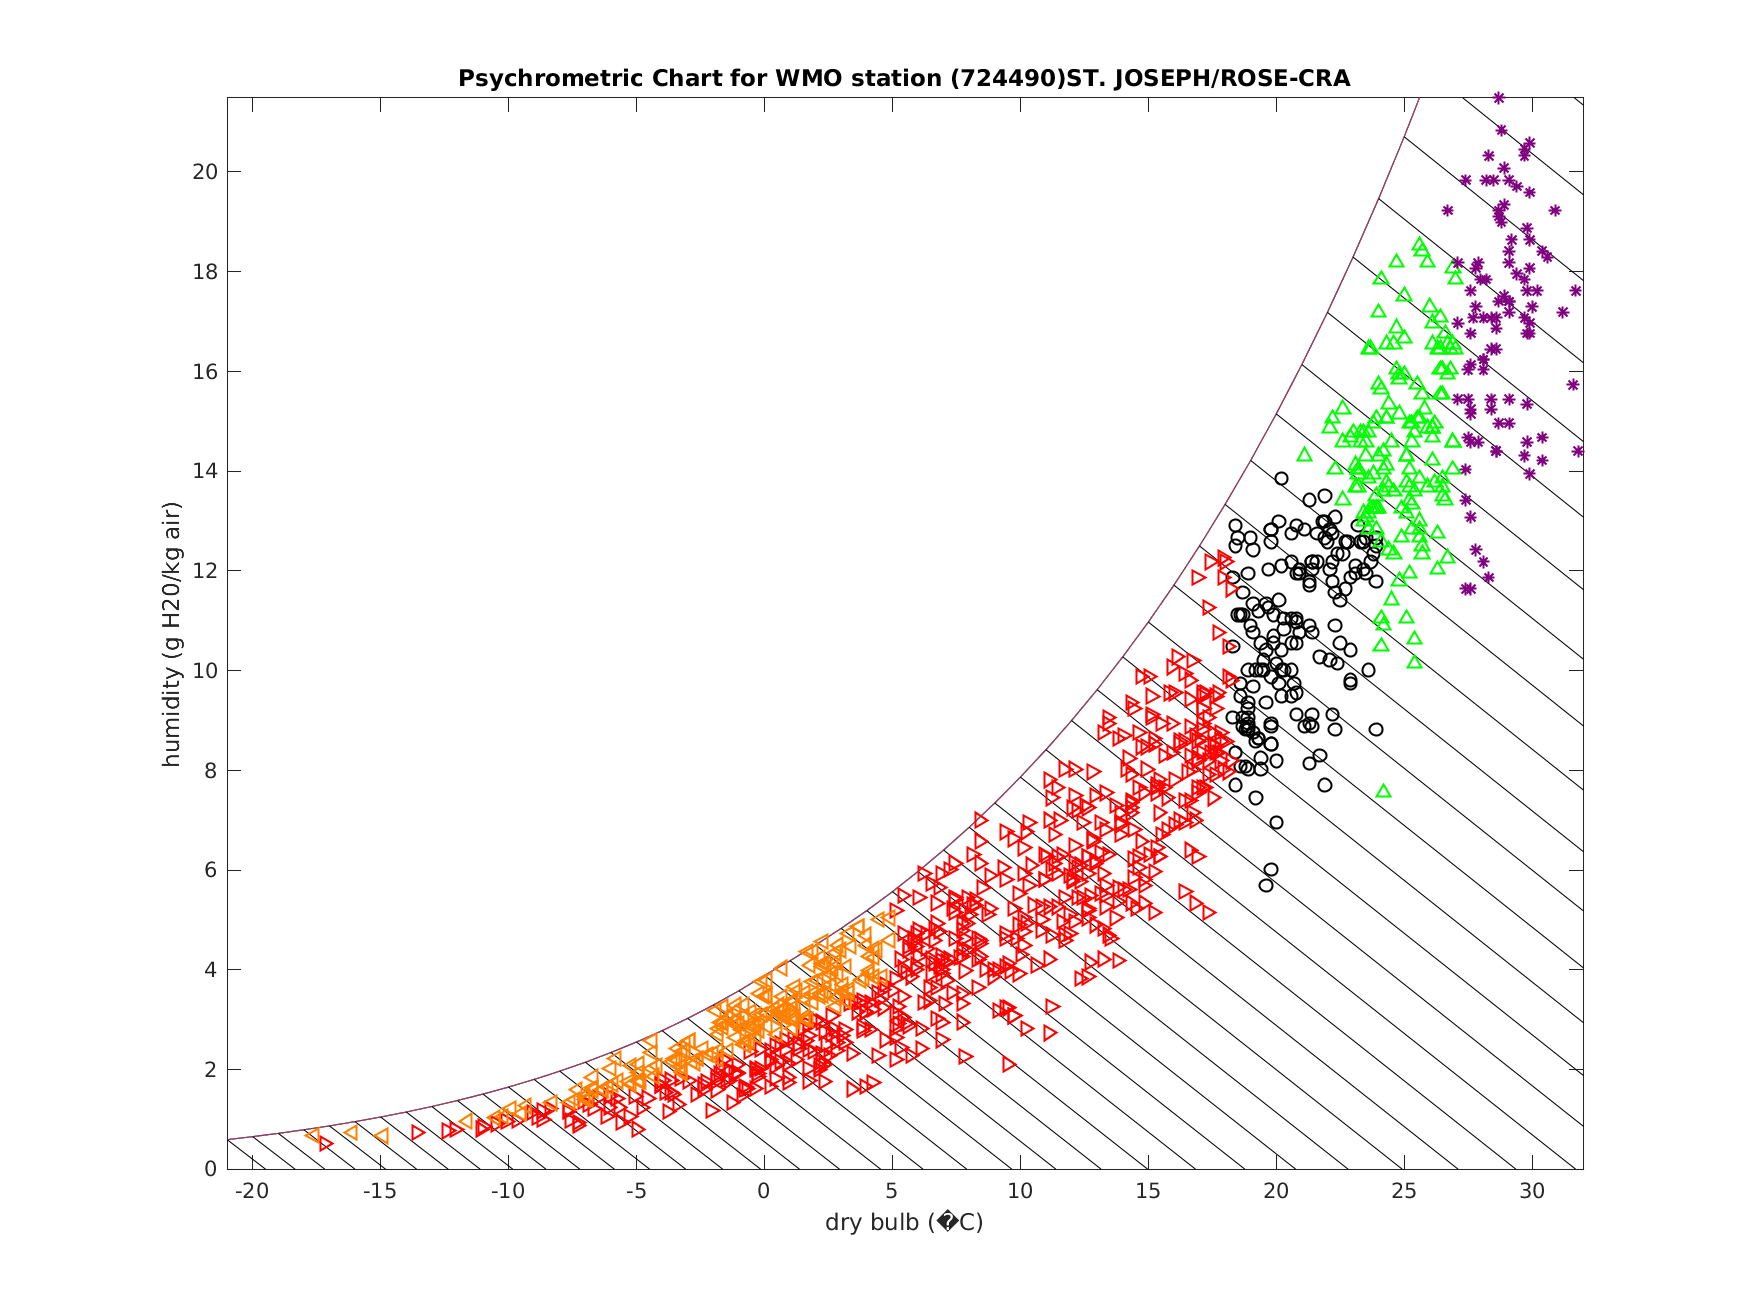 Psychrometric Chart for WMO station (724490)ST. JOSEPH/ROSE-CRA
20
18
16
14
12
10
8
6
4
2
0
humidity (g H20/kg air)
-20 -15 -10 -5 0 5 10 15 20 25 30
dry bulb (�C)